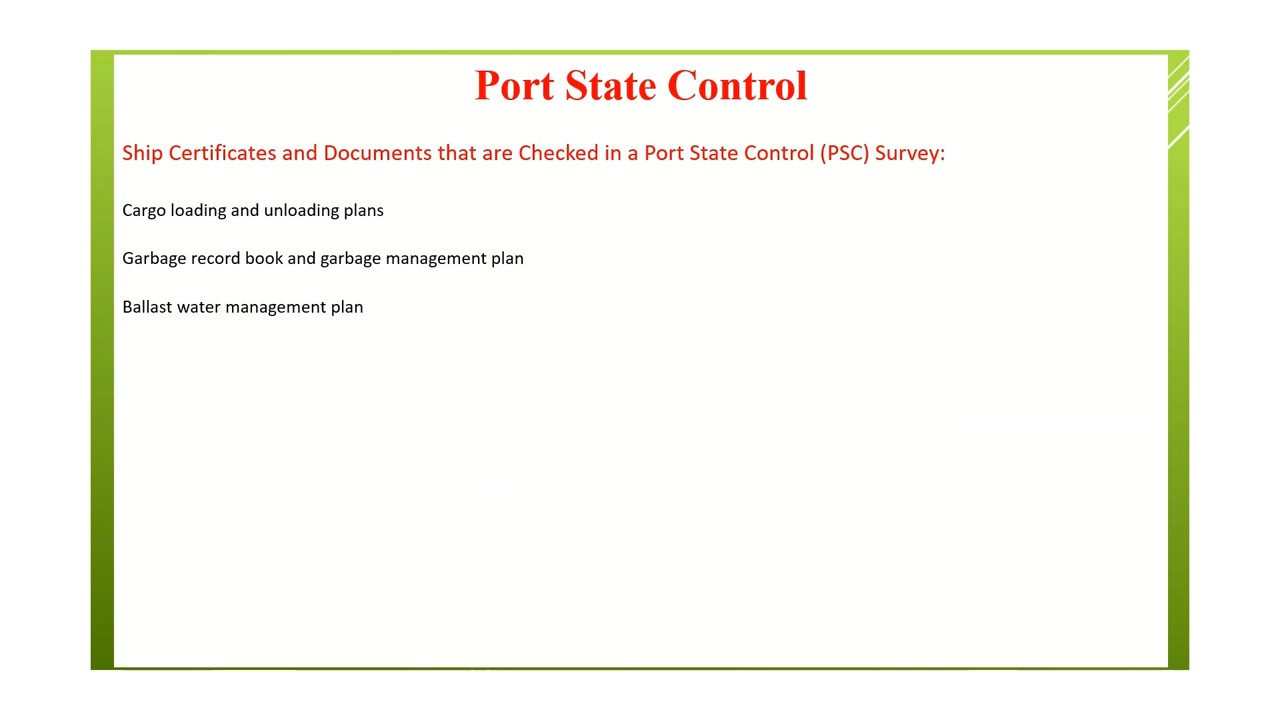 Port State Control
Ship Certificates and Documents that are Checked in a Port State Control (PSC) Survey:
Cargo loading and unloading plans
Garbage record book and garbage management plan
Ballast water management plan